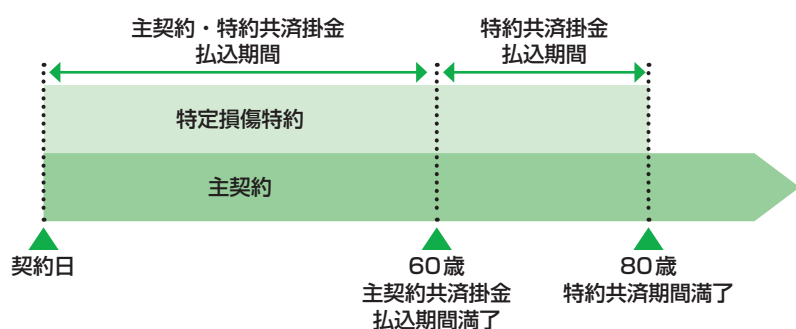 主契約・特約共済掛金
払込期間
特約共済掛金
払込期間
特定損傷特約
主契約
契約日
60歳
主契約共済掛金
払込期間満了
80歳
特約共済期間満了